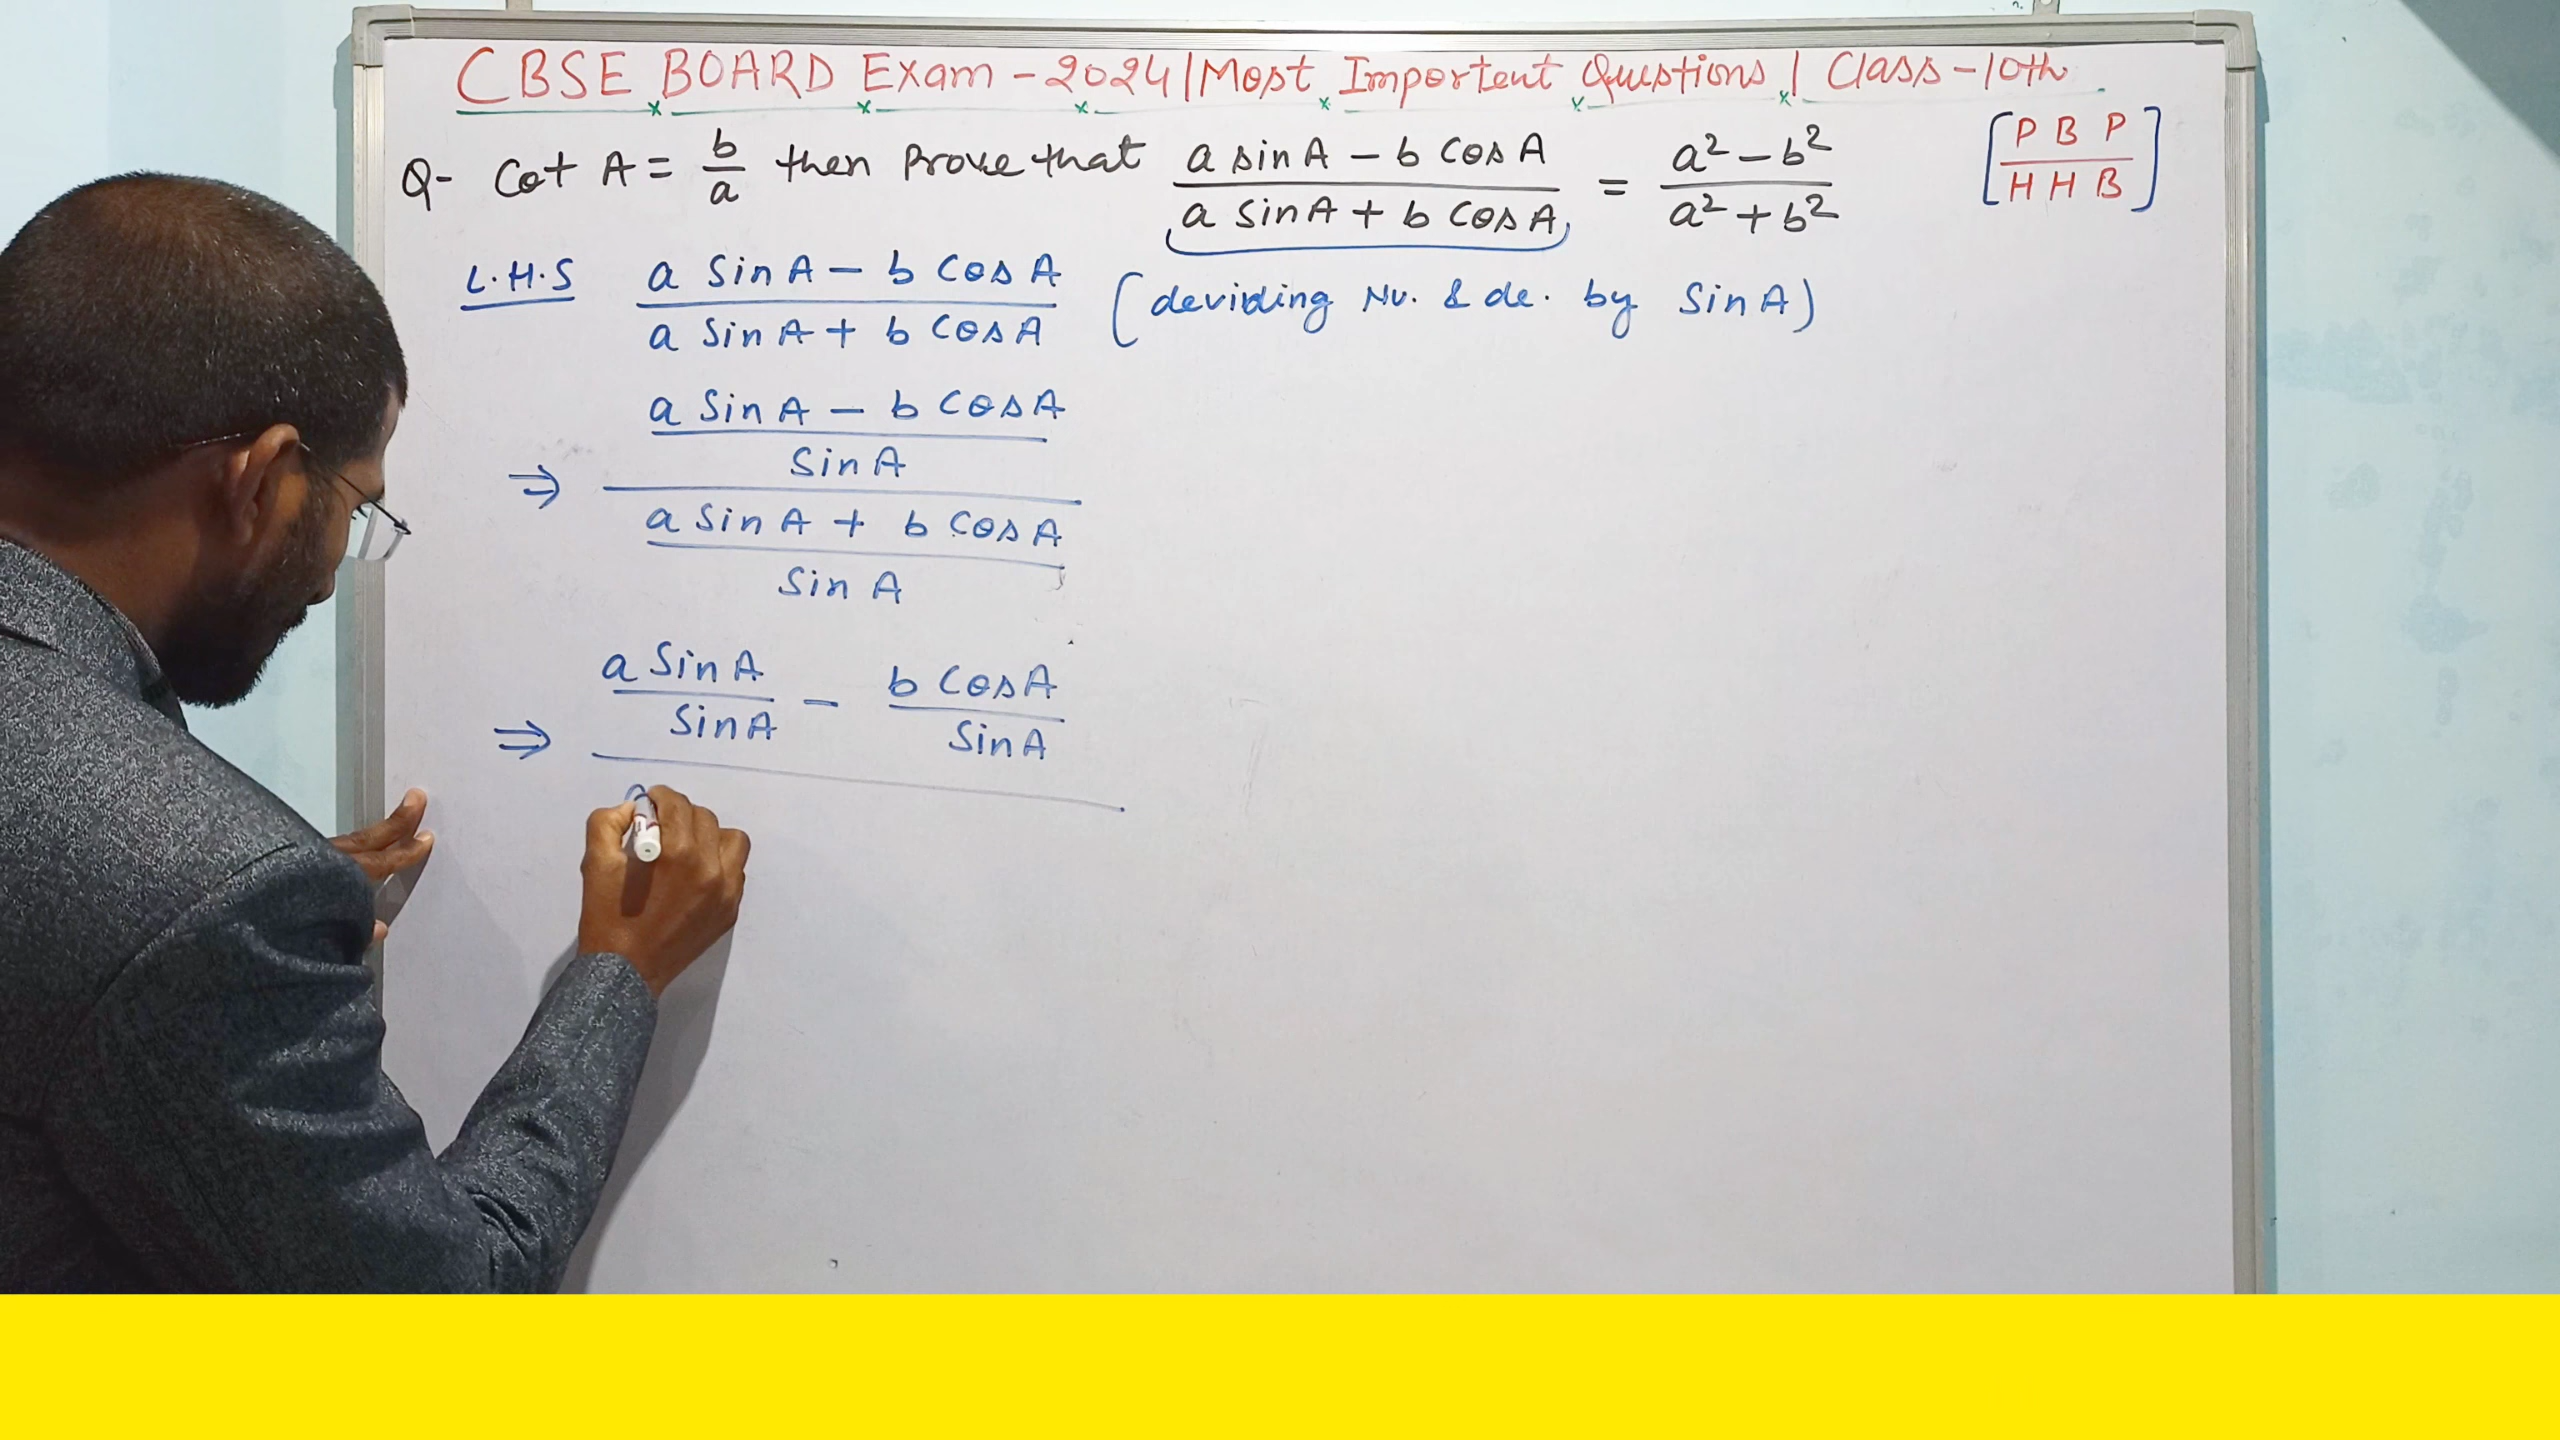 CBSE BOARD Exam - 2024 | Most Importent Questions | Class - 10th
Q- Cot A = b/a then Prove that (a sin A - b cos A)/(a sin A + b cos A) = (a² - b²)/(a² + b²) [P B P / H H B]
L.H.S (a Sin A - b Cos A)/(a Sin A + b Cos A) (deviding Nu. & de. by Sin A)
⇒ ((a Sin A - b Cos A)/Sin A)/((a Sin A + b Cos A)/Sin A)
⇒ a Sin A/Sin A - b Cos A/Sin A